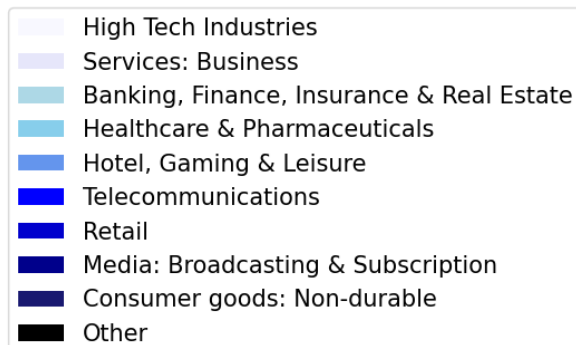 High Tech Industries
Services: Business
Banking, Finance, Insurance & Real Estate
Healthcare & Pharmaceuticals
Hotel, Gaming & Leisure
Telecommunications
Retail
Media: Broadcasting & Subscription
Consumer goods: Non-durable
Other